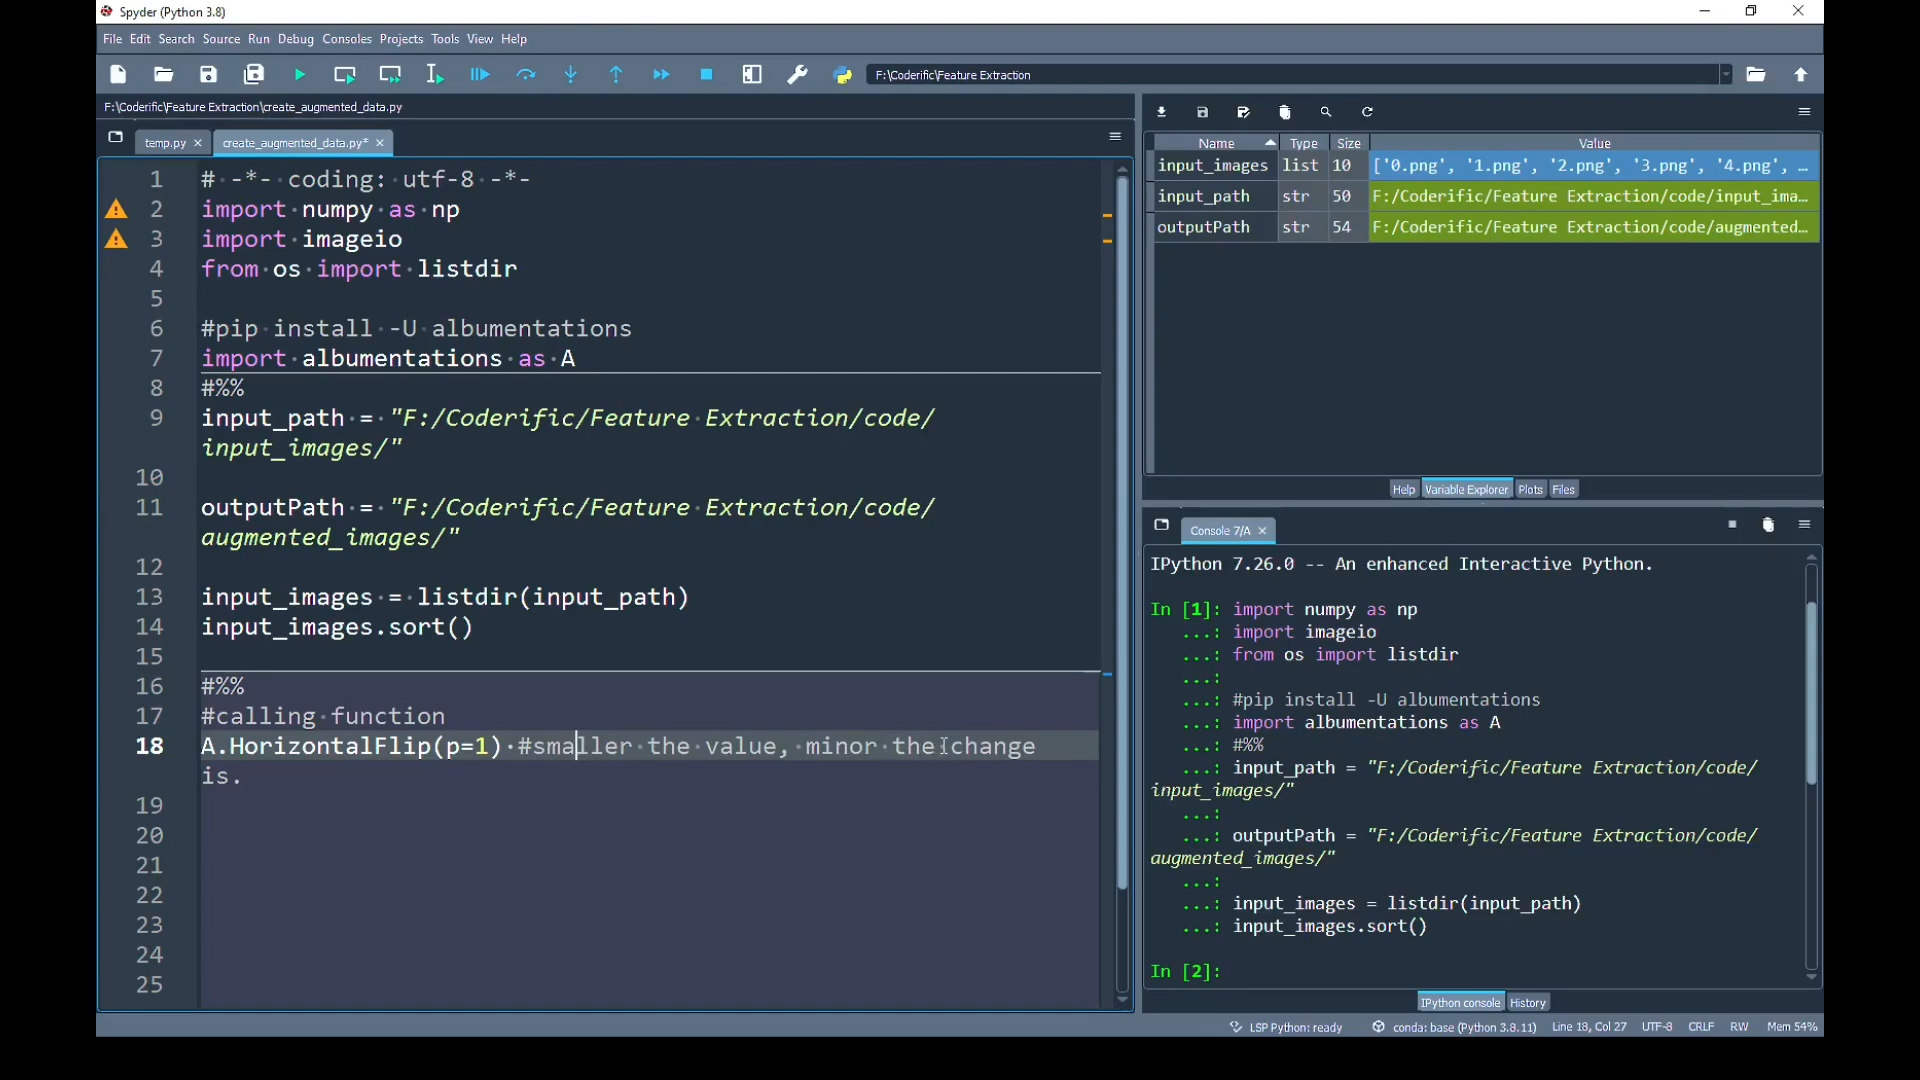 Spyder (Python 3.8)
File Edit Search Source Run Debug Consoles Projects Tools View Help
F:\Coderific\Feature Extraction
F:\Coderific\Feature Extraction\create_augmented_data.py
temp.py
create_augmented_data.py*
1 # -*- coding: utf-8 -*-
2 import numpy as np
3 import imageio
4 from os import listdir
5
6 #pip install -U albumentations
7 import albumentations as A
8 #%%
9 input_path = "F:/Coderific/Feature Extraction/code/
input_images/"
10
11 outputPath = "F:/Coderific/Feature Extraction/code/
augmented_images/"
12
13 input_images = listdir(input_path)
14 input_images.sort()
15
16 #%%
17 #calling function
18 A.HorizontalFlip(p=1) #smaller the value, minor the change
is.
19
20
21
22
23
24
25
Name Type Size Value
input_images list 10 ['0.png', '1.png', '2.png', '3.png', '4.png', ...
input_path str 50 F:/Coderific/Feature Extraction/code/input_ima...
outputPath str 54 F:/Coderific/Feature Extraction/code/augmented...
Help Variable Explorer Plots Files
Console 7/A
IPython 7.26.0 -- An enhanced Interactive Python.
In [1]: import numpy as np
...: import imageio
...: from os import listdir
...:
...: #pip install -U albumentations
...: import albumentations as A
...: #%%
...: input_path = "F:/Coderific/Feature Extraction/code/
input_images/"
...:
...: outputPath = "F:/Coderific/Feature Extraction/code/
augmented_images/"
...:
...: input_images = listdir(input_path)
...: input_images.sort()
In [2]:
IPython console History
LSP Python: ready conda: base (Python 3.8.11) Line 18, Col 27 UTF-8 CRLF RW Mem 54%